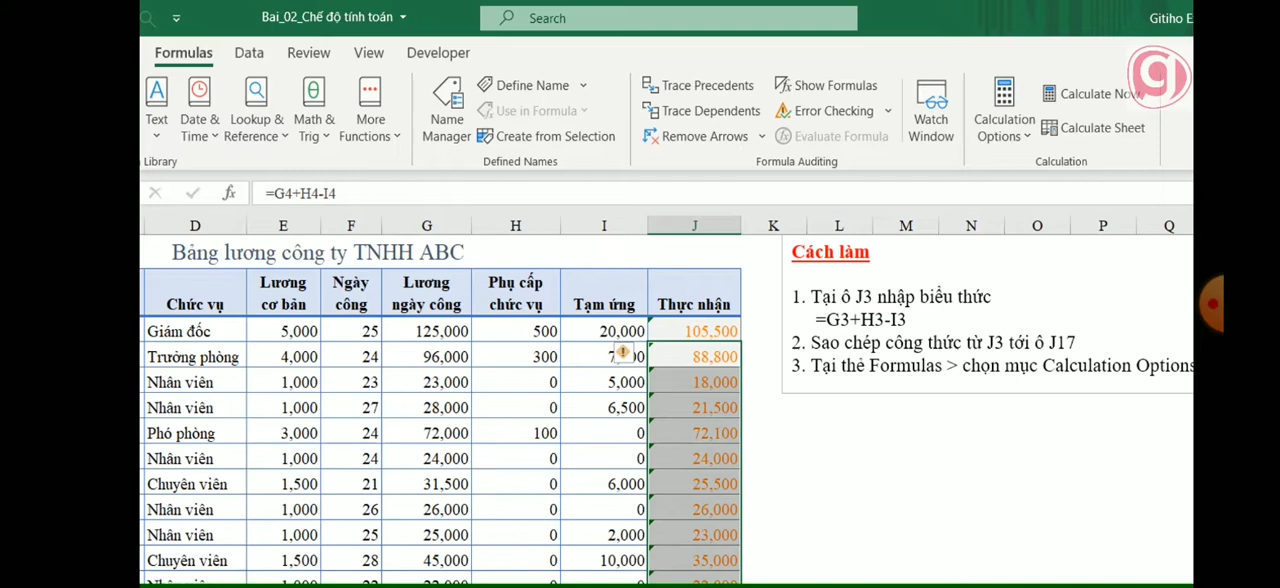 Bai_02_Chế độ tính toán
Search
Gitiho E
Formulas Data Review View Developer
Text
Date & Time
Lookup & Reference
Math & Trig
More Functions
Library
Name Manager
Define Name
Use in Formula
Create from Selection
Defined Names
Trace Precedents
Trace Dependents
Remove Arrows
Show Formulas
Error Checking
Evaluate Formula
Formula Auditing
Watch Window
Calculation Options
Calculate Now
Calculate Sheet
Calculation
fx =G4+H4-I4
D E F G H I J K L M N O P Q
Bảng lương công ty TNHH ABC
Chức vụ Lương cơ bản Ngày công Lương ngày công Phụ cấp chức vụ Tạm ứng Thực nhận
Giám đốc 5,000 25 125,000 500 20,000 105,500
Trưởng phòng 4,000 24 96,000 300 88,800
Nhân viên 1,000 23 23,000 0 5,000 18,000
Nhân viên 1,000 27 28,000 0 6,500 21,500
Phó phòng 3,000 24 72,000 100 0 72,100
Nhân viên 1,000 24 24,000 0 0 24,000
Chuyên viên 1,500 21 31,500 0 6,000 25,500
Nhân viên 1,000 26 26,000 0 0 26,000
Nhân viên 1,000 25 25,000 0 2,000 23,000
Chuyên viên 1,500 28 45,000 0 10,000 35,000
Cách làm
1. Tại ô J3 nhập biểu thức
=G3+H3-I3
2. Sao chép công thức từ J3 tới ô J17
3. Tại thẻ Formulas > chọn mục Calculation Options